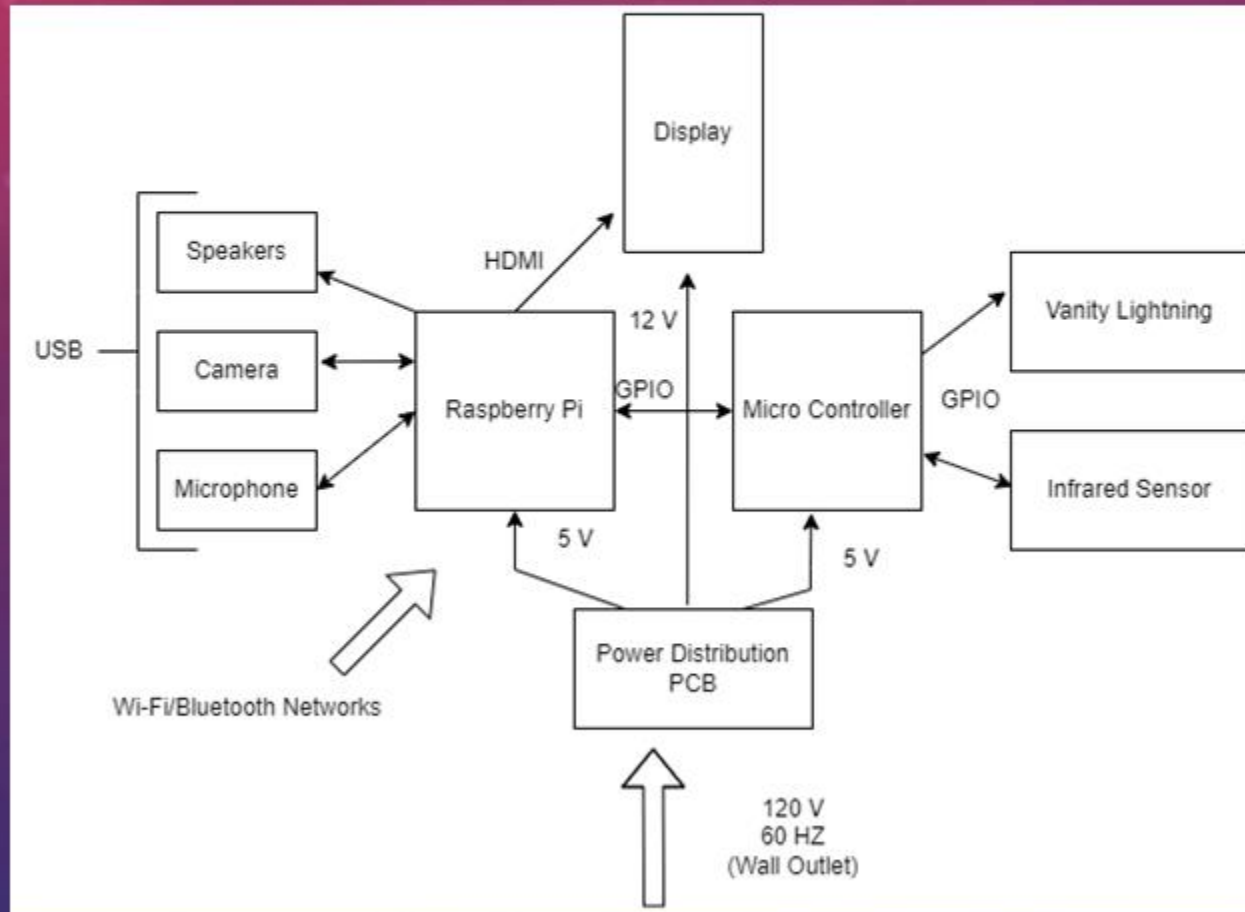 Display
Speakers
HDMI
Vanity Lightning
12 V
USB
Camera
GPIO
Raspberry Pi
Micro Controller
GPIO
Microphone
Infrared Sensor
5 V
5 V
Power Distribution
PCB
Wi-Fi/Bluetooth Networks
120 V
60 HZ
(Wall Outlet)